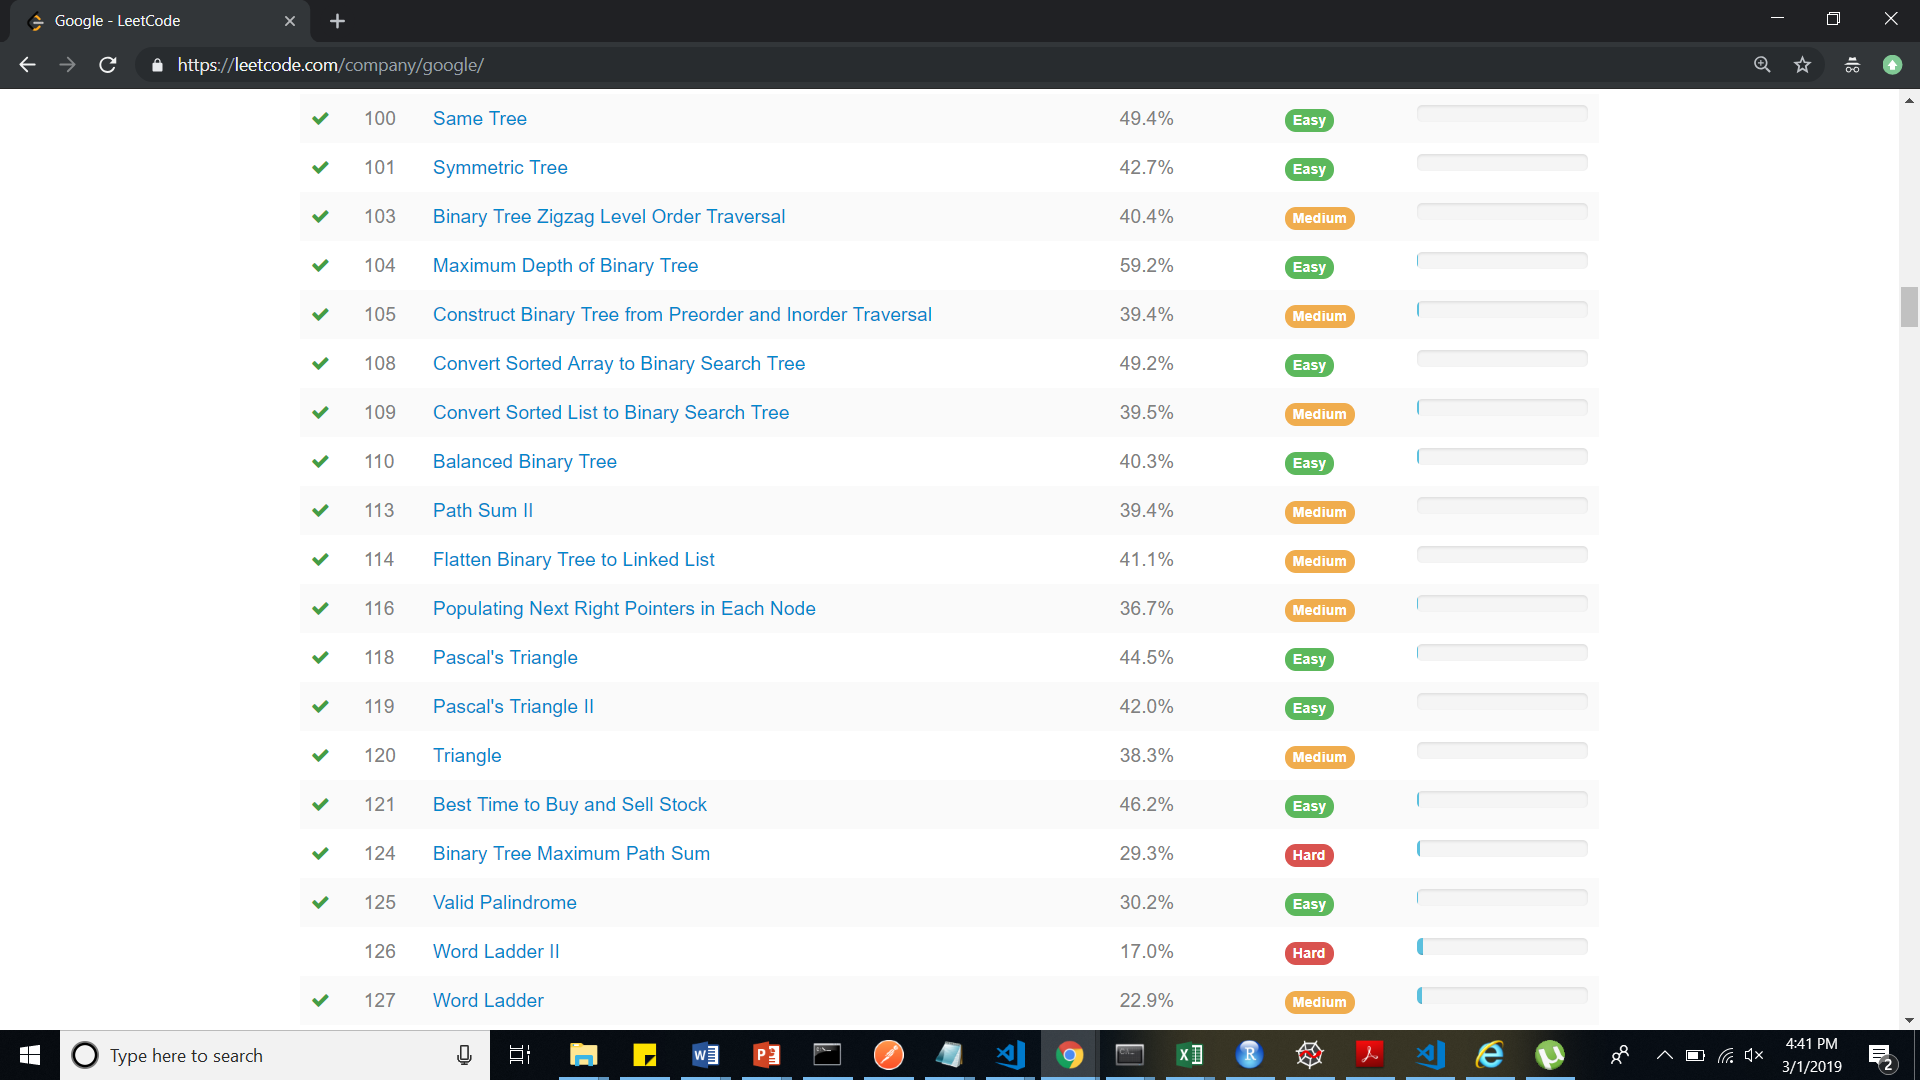 Google - LeetCode
https://leetcode.com/company/google/
100 Same Tree 49.4% Easy
101 Symmetric Tree 42.7% Easy
103 Binary Tree Zigzag Level Order Traversal 40.4% Medium
104 Maximum Depth of Binary Tree 59.2% Easy
105 Construct Binary Tree from Preorder and Inorder Traversal 39.4% Medium
108 Convert Sorted Array to Binary Search Tree 49.2% Easy
109 Convert Sorted List to Binary Search Tree 39.5% Medium
110 Balanced Binary Tree 40.3% Easy
113 Path Sum II 39.4% Medium
114 Flatten Binary Tree to Linked List 41.1% Medium
116 Populating Next Right Pointers in Each Node 36.7% Medium
118 Pascal's Triangle 44.5% Easy
119 Pascal's Triangle II 42.0% Easy
120 Triangle 38.3% Medium
121 Best Time to Buy and Sell Stock 46.2% Easy
124 Binary Tree Maximum Path Sum 29.3% Hard
125 Valid Palindrome 30.2% Easy
126 Word Ladder II 17.0% Hard
127 Word Ladder 22.9% Medium
Type here to search
4:41 PM
3/1/2019
2